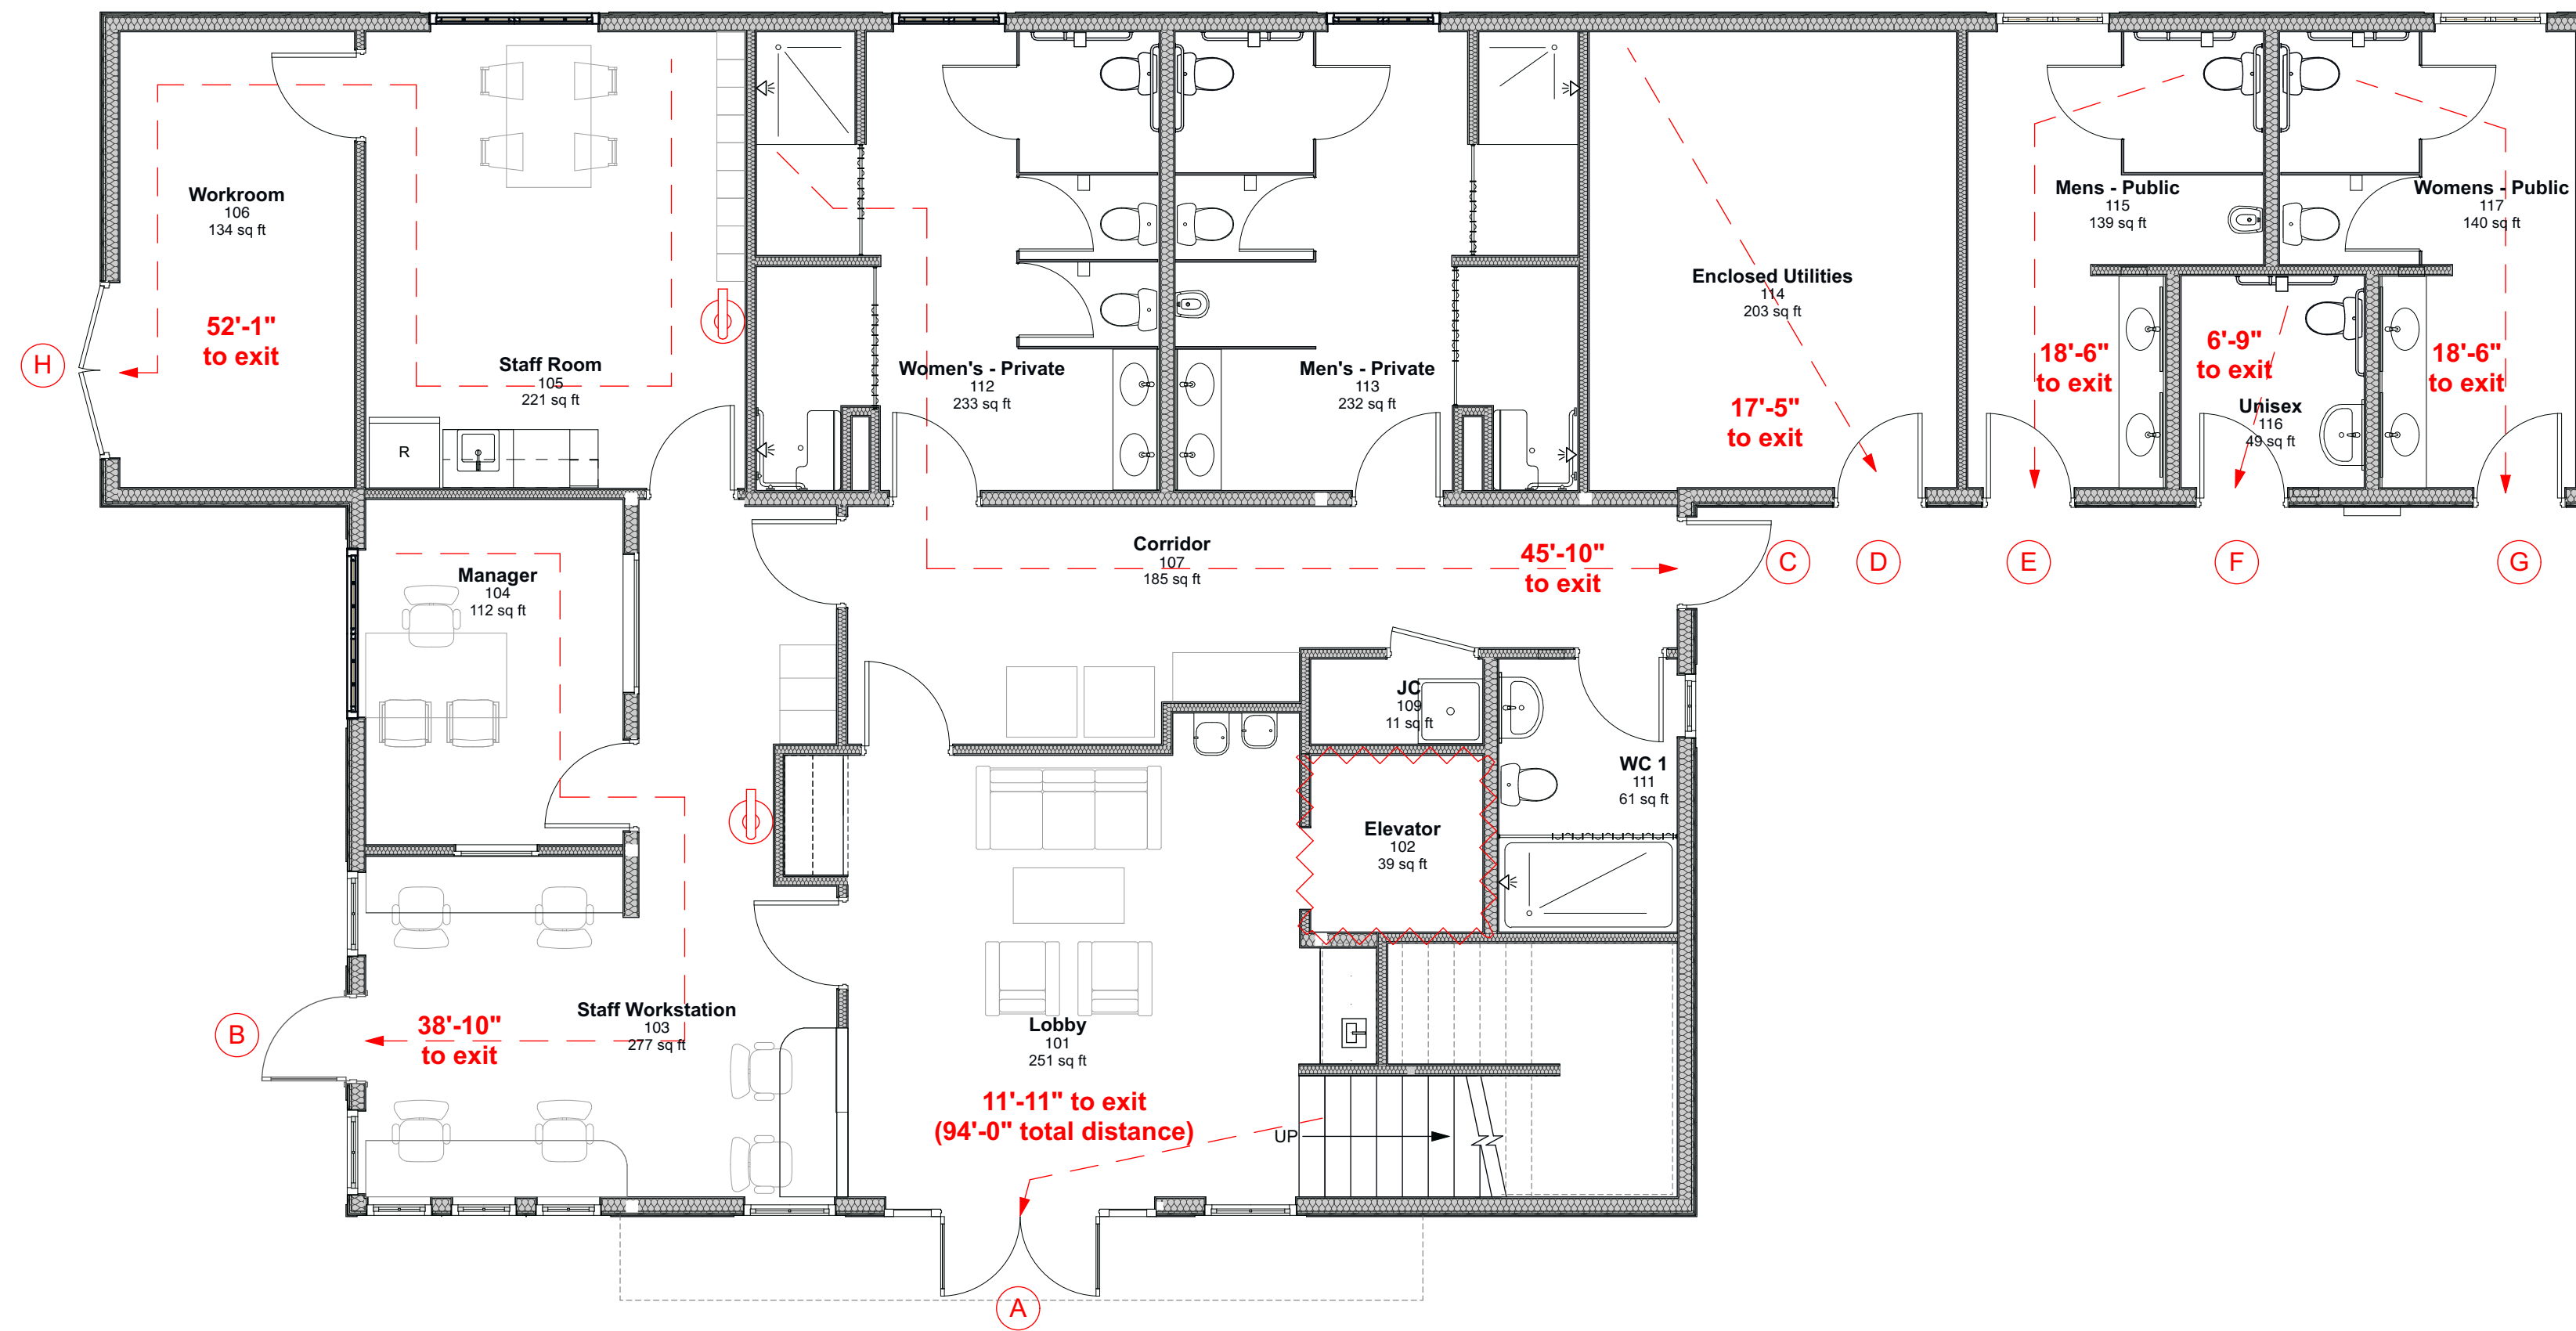 Workroom
106
134 sq ft
52'-1"
to exit
H
Staff Room
105
221 sq ft
R
Women's - Private
112
233 sq ft
Men's - Private
113
232 sq ft
Enclosed Utilities
114
203 sq ft
17'-5"
to exit
Mens - Public
115
139 sq ft
18'-6"
to exit
6'-9"
to exit
Unisex
116
49 sq ft
Womens - Public
117
140 sq ft
18'-6"
to exit
Manager
104
112 sq ft
Corridor
107
185 sq ft
45'-10"
to exit
C
D
E
F
G
JC
109
11 sq ft
WC 1
111
61 sq ft
Elevator
102
39 sq ft
B
38'-10"
to exit
Staff Workstation
103
277 sq ft
Lobby
101
251 sq ft
11'-11" to exit
(94'-0" total distance)
UP
A